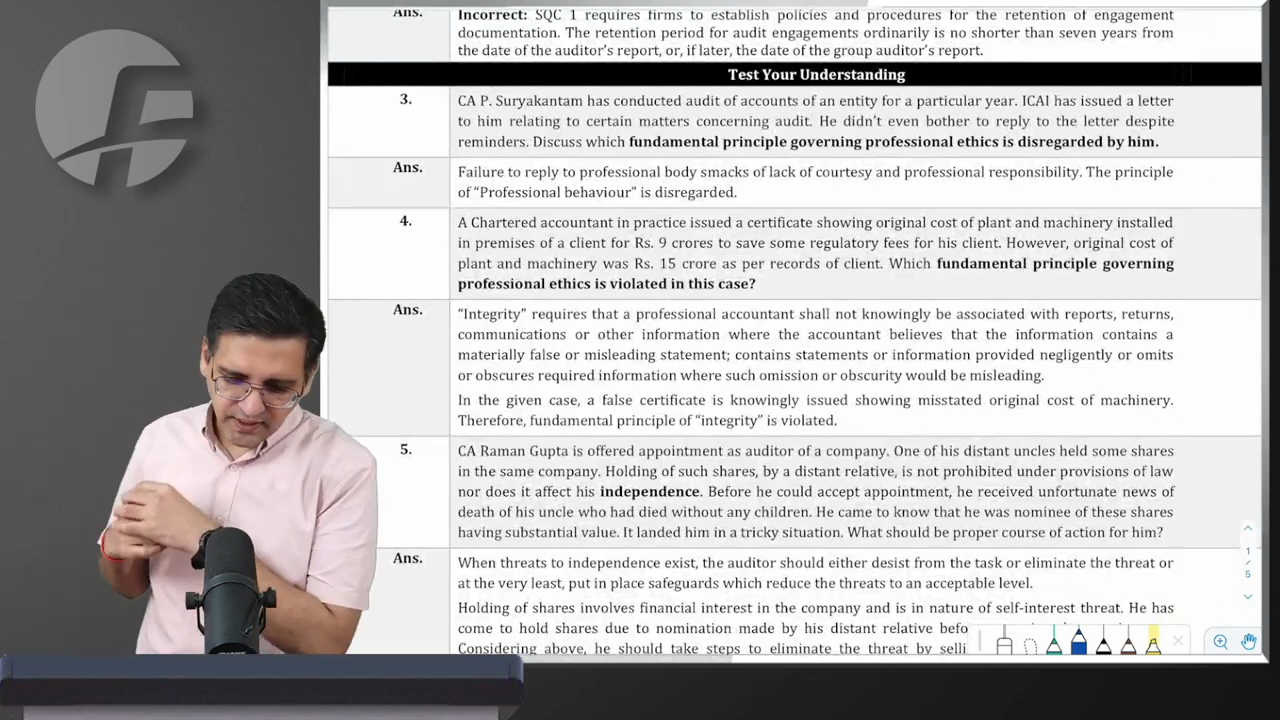 Ans.
Incorrect: SQC 1 requires firms to establish policies and procedures for the retention of engagement
documentation. The retention period for audit engagements ordinarily is no shorter than seven years from
the date of the auditor's report, or, if later, the date of the group auditor's report.
Test Your Understanding
3.
CA P. Suryakantam has conducted audit of accounts of an entity for a particular year. ICAI has issued a letter
to him relating to certain matters concerning audit. He didn't even bother to reply to the letter despite
reminders. Discuss which fundamental principle governing professional ethics is disregarded by him.
Ans.
Failure to reply to professional body smacks of lack of courtesy and professional responsibility. The principle
of "Professional behaviour" is disregarded.
4.
A Chartered accountant in practice issued a certificate showing original cost of plant and machinery installed
in premises of a client for Rs. 9 crores to save some regulatory fees for his client. However, original cost of
plant and machinery was Rs. 15 crore as per records of client. Which fundamental principle governing
professional ethics is violated in this case?
Ans.
"Integrity" requires that a professional accountant shall not knowingly be associated with reports, returns,
communications or other information where the accountant believes that the information contains a
materially false or misleading statement; contains statements or information provided negligently or omits
or obscures required information where such omission or obscurity would be misleading.
In the given case, a false certificate is knowingly issued showing misstated original cost of machinery.
Therefore, fundamental principle of "integrity" is violated.
5.
CA Raman Gupta is offered appointment as auditor of a company. One of his distant uncles held some shares
in the same company. Holding of such shares, by a distant relative, is not prohibited under provisions of law
nor does it affect his independence. Before he could accept appointment, he received unfortunate news of
death of his uncle who had died without any children. He came to know that he was nominee of these shares
having substantial value. It landed him in a tricky situation. What should be proper course of action for him?
Ans.
When threats to independence exist, the auditor should either desist from the task or eliminate the threat or
at the very least, put in place safeguards which reduce the threats to an acceptable level.
Holding of shares involves financial interest in the company and is in nature of self-interest threat. He has
come to hold shares due to nomination made by his distant relative
Considering above, he should take steps to eliminate the threat by
1
/
5